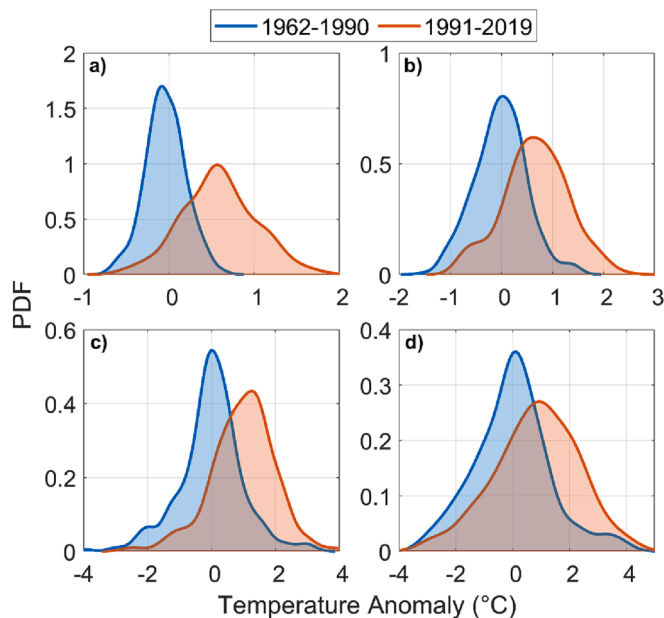 1962-1990 1991-2019
a) b)
2 1
1.5
1 0.5
0.5
0 0
-1 0 1 2 -2 -1 0 1 2 3
PDF
c) d)
0.6 0.4
0.3
0.4
0.2
0.2
0.1
0 0
-4 -2 0 2 4 -4 -2 0 2 4
Temperature Anomaly (°C)